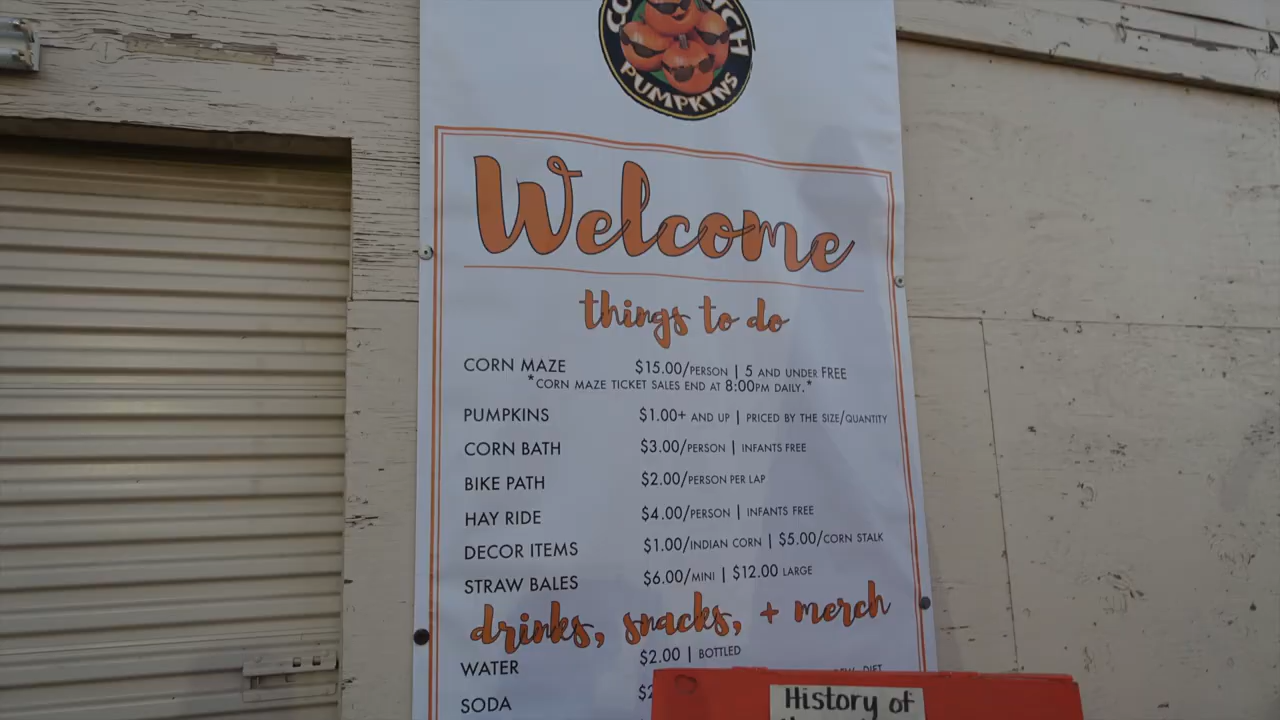 PUMPKINS
Welcome
things to do
CORN MAZE $15.00/PERSON | 5 AND UNDER FREE
*CORN MAZE TICKET SALES END AT 8:00PM DAILY.*
PUMPKINS $1.00+ AND UP | PRICED BY THE SIZE/QUANTITY
CORN BATH $3.00/PERSON | INFANTS FREE
BIKE PATH $2.00/PERSON PER LAP
HAY RIDE $4.00/PERSON | INFANTS FREE
DECOR ITEMS $1.00/INDIAN CORN | $5.00/CORN STALK
STRAW BALES $6.00/MINI | $12.00 LARGE
drinks, snacks, + merch
WATER $2.00 | BOTTLED
SODA
History of